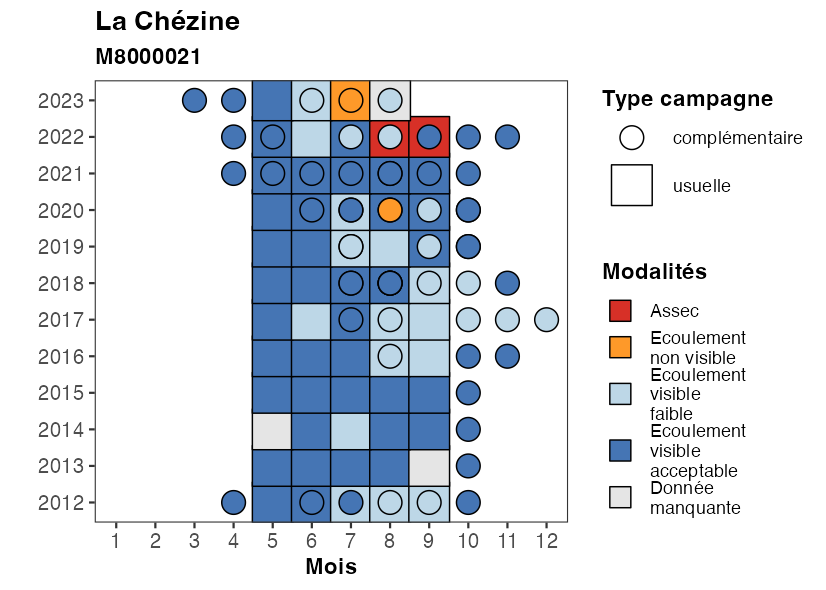 La Chézine
M8000021
2023
2022
2021
2020
2019
2018
2017
2016
2015
2014
2013
2012
1 2 3 4 5 6 7 8 9 10 11 12
Mois
Type campagne
complémentaire
usuelle
Modalités
Assec
Ecoulement
non visible
Ecoulement
visible
faible
Ecoulement
visible
acceptable
Donnée
manquante